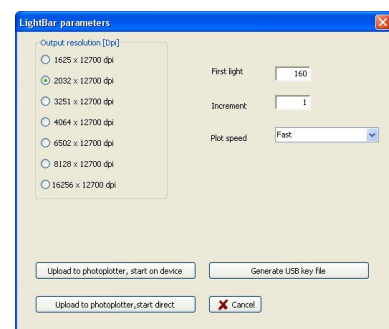 LightBar parameters
Output resolution [Dpi]
1625 x 12700 dpi
2032 x 12700 dpi
3251 x 12700 dpi
4064 x 12700 dpi
6502 x 12700 dpi
8128 x 12700 dpi
16256 x 12700 dpi
First light 160
Increment 1
Plot speed Fast
Upload to photoplotter, start on device
Generate USB key file
Upload to photoplotter,start direct
Cancel